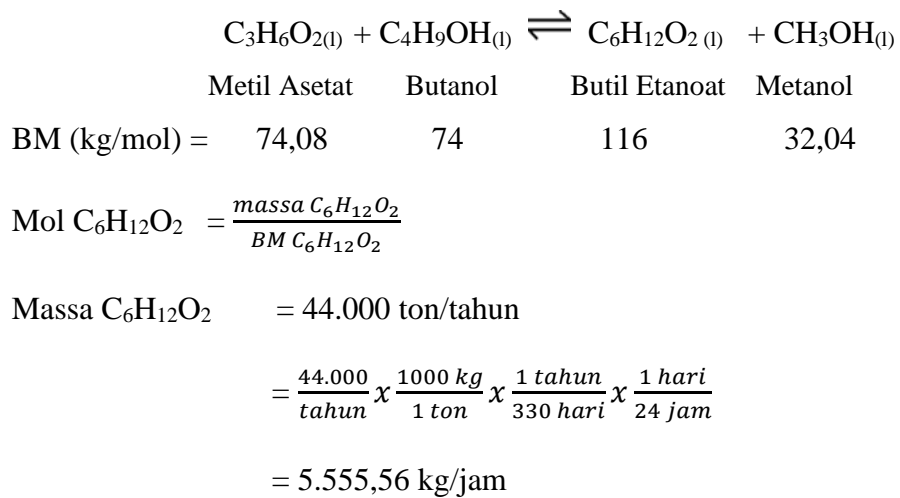 C₃H₆O₂₍ₗ₎ + C₄H₉OH₍ₗ₎ ⇌ C₆H₁₂O₂ ₍ₗ₎ + CH₃OH₍ₗ₎
Metil Asetat Butanol Butil Etanoat Metanol
BM (kg/mol) = 74,08 74 116 32,04
Mol C₆H₁₂O₂ = massa C₆H₁₂O₂ / BM C₆H₁₂O₂
Massa C₆H₁₂O₂ = 44.000 ton/tahun
= 44.000/tahun x 1000 kg/1 ton x 1 tahun/330 hari x 1 hari/24 jam
= 5.555,56 kg/jam